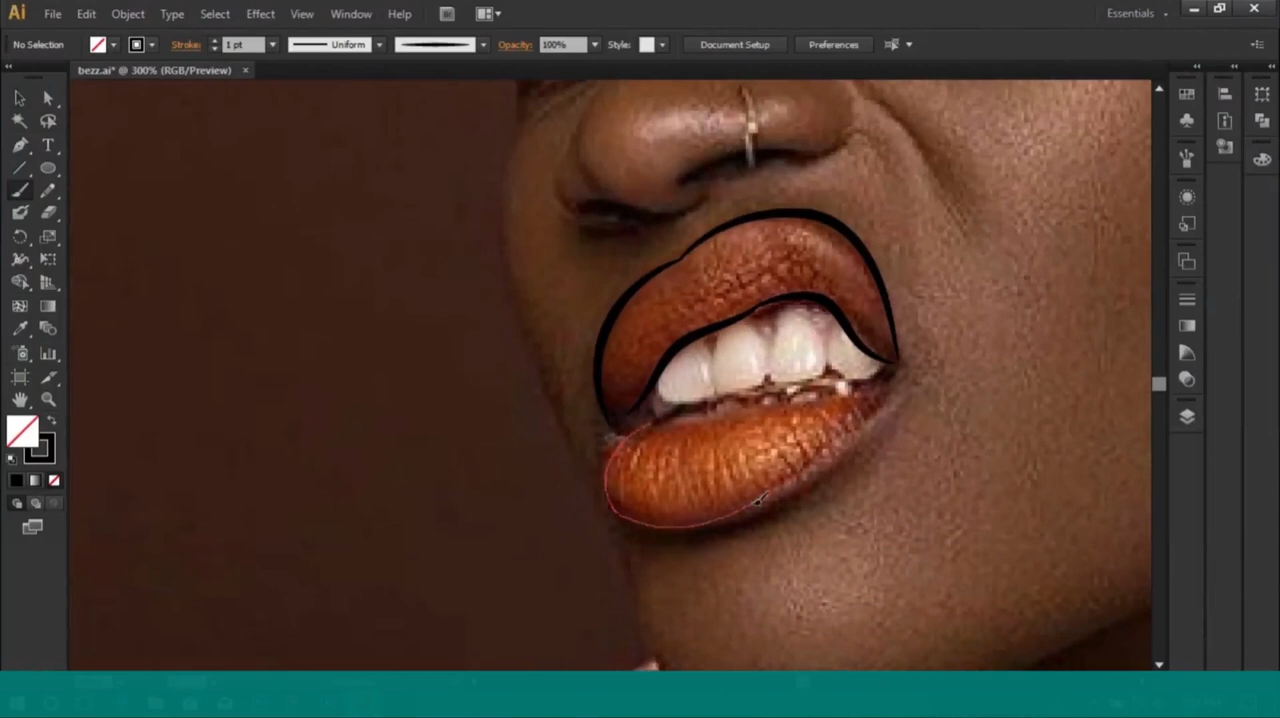 Ai File Edit Object Type Select Effect View Window Help Essentials
No Selection Stroke: 1 pt Uniform Opacity: 100% Style: Document Setup Preferences
bezz.ai* @ 300% (RGB/Preview) ×
T